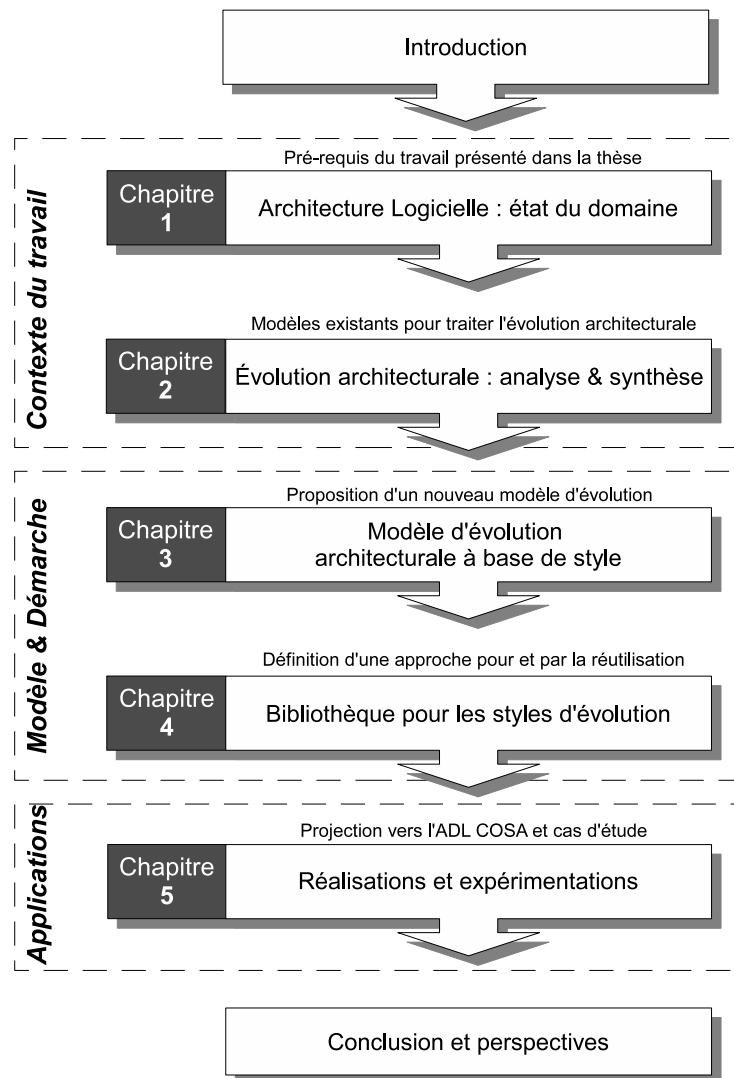 Introduction
Contexte du travail
Pré-requis du travail présenté dans la thèse
Chapitre
1
Architecture Logicielle : état du domaine
Modèles existants pour traiter l'évolution architecturale
Chapitre
2
Évolution architecturale : analyse & synthèse
Modèle & Démarche
Proposition d'un nouveau modèle d'évolution
Chapitre
3
Modèle d'évolution
architecturale à base de style
Définition d'une approche pour et par la réutilisation
Chapitre
4
Bibliothèque pour les styles d'évolution
Applications
Projection vers l'ADL COSA et cas d'étude
Chapitre
5
Réalisations et expérimentations
Conclusion et perspectives